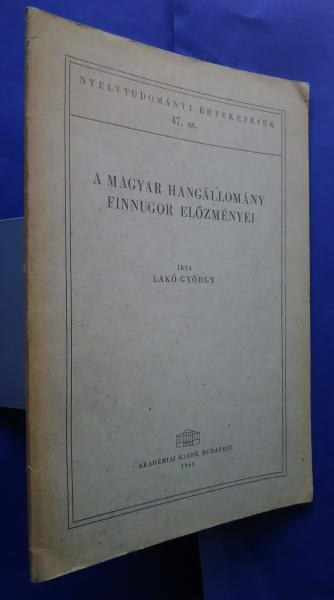 NYELVTUDOMÁNYI ÉRTEKEZÉSEK
47. sz.
A MAGYAR HANGÁLLOMÁNY
FINNUGOR ELŐZMÉNYEI
ÍRTA
LAKÓ GYÖRGY
AKADÉMIAI KIADÓ, BUDAPEST